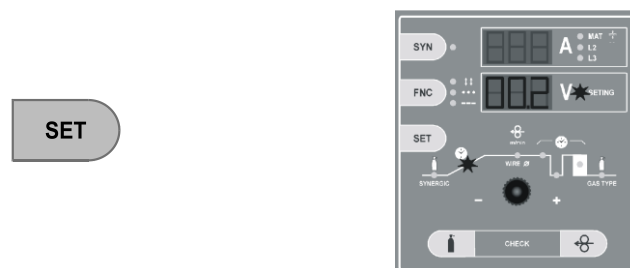 SET
SYN
A
MAT
L2
L3
FNC
00.2
V
SETING
SET
WIRE Ø
SYNERGIC
GAS TYPE
- +
CHECK